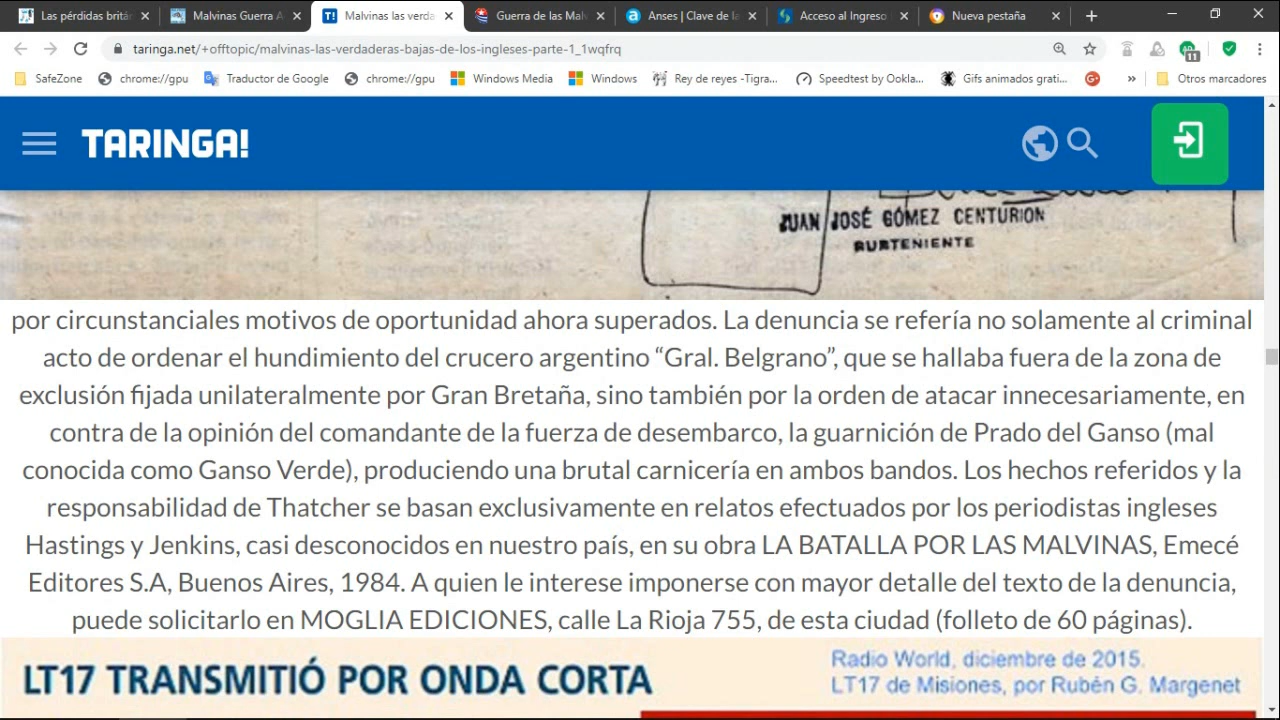 Las pérdidas britá
Malvinas Guerra A
Malvinas las verda
Guerra de las Mal
Anses | Clave de la
Acceso al Ingreso
Nueva pestaña
taringa.net/+offtopic/malvinas-las-verdaderas-bajas-de-los-ingleses-parte-1_1wqfrq
11
SafeZone
chrome://gpu
Traductor de Google
chrome://gpu
Windows Media
Windows
Rey de reyes -Tigra...
Speedtest by Ookla...
Gifs animados grati...
Otros marcadores
TARINGA!
JUAN JOSÉ GÓMEZ CENTURION
SUBTENIENTE
por circunstanciales motivos de oportunidad ahora superados. La denuncia se refería no solamente al criminal
acto de ordenar el hundimiento del crucero argentino “Gral. Belgrano”, que se hallaba fuera de la zona de
exclusión fijada unilateralmente por Gran Bretaña, sino también por la orden de atacar innecesariamente, en
contra de la opinión del comandante de la fuerza de desembarco, la guarnición de Prado del Ganso (mal
conocida como Ganso Verde), produciendo una brutal carnicería en ambos bandos. Los hechos referidos y la
responsabilidad de Thatcher se basan exclusivamente en relatos efectuados por los periodistas ingleses
Hastings y Jenkins, casi desconocidos en nuestro país, en su obra LA BATALLA POR LAS MALVINAS, Emecé
Editores S.A, Buenos Aires, 1984. A quien le interese imponerse con mayor detalle del texto de la denuncia,
puede solicitarlo en MOGLIA EDICIONES, calle La Rioja 755, de esta ciudad (folleto de 60 páginas).
LT17 TRANSMITIÓ POR ONDA CORTA
Radio World, diciembre de 2015.
LT17 de Misiones, por Rubén G. Margenet